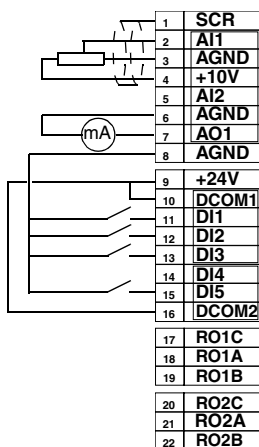 1 SCR
2 AI1
3 AGND
4 +10V
5 AI2
6 AGND
mA
7 AO1
8 AGND
9 +24V
10 DCOM1
11 DI1
12 DI2
13 DI3
14 DI4
15 DI5
16 DCOM2
17 RO1C
18 RO1A
19 RO1B
20 RO2C
21 RO2A
22 RO2B